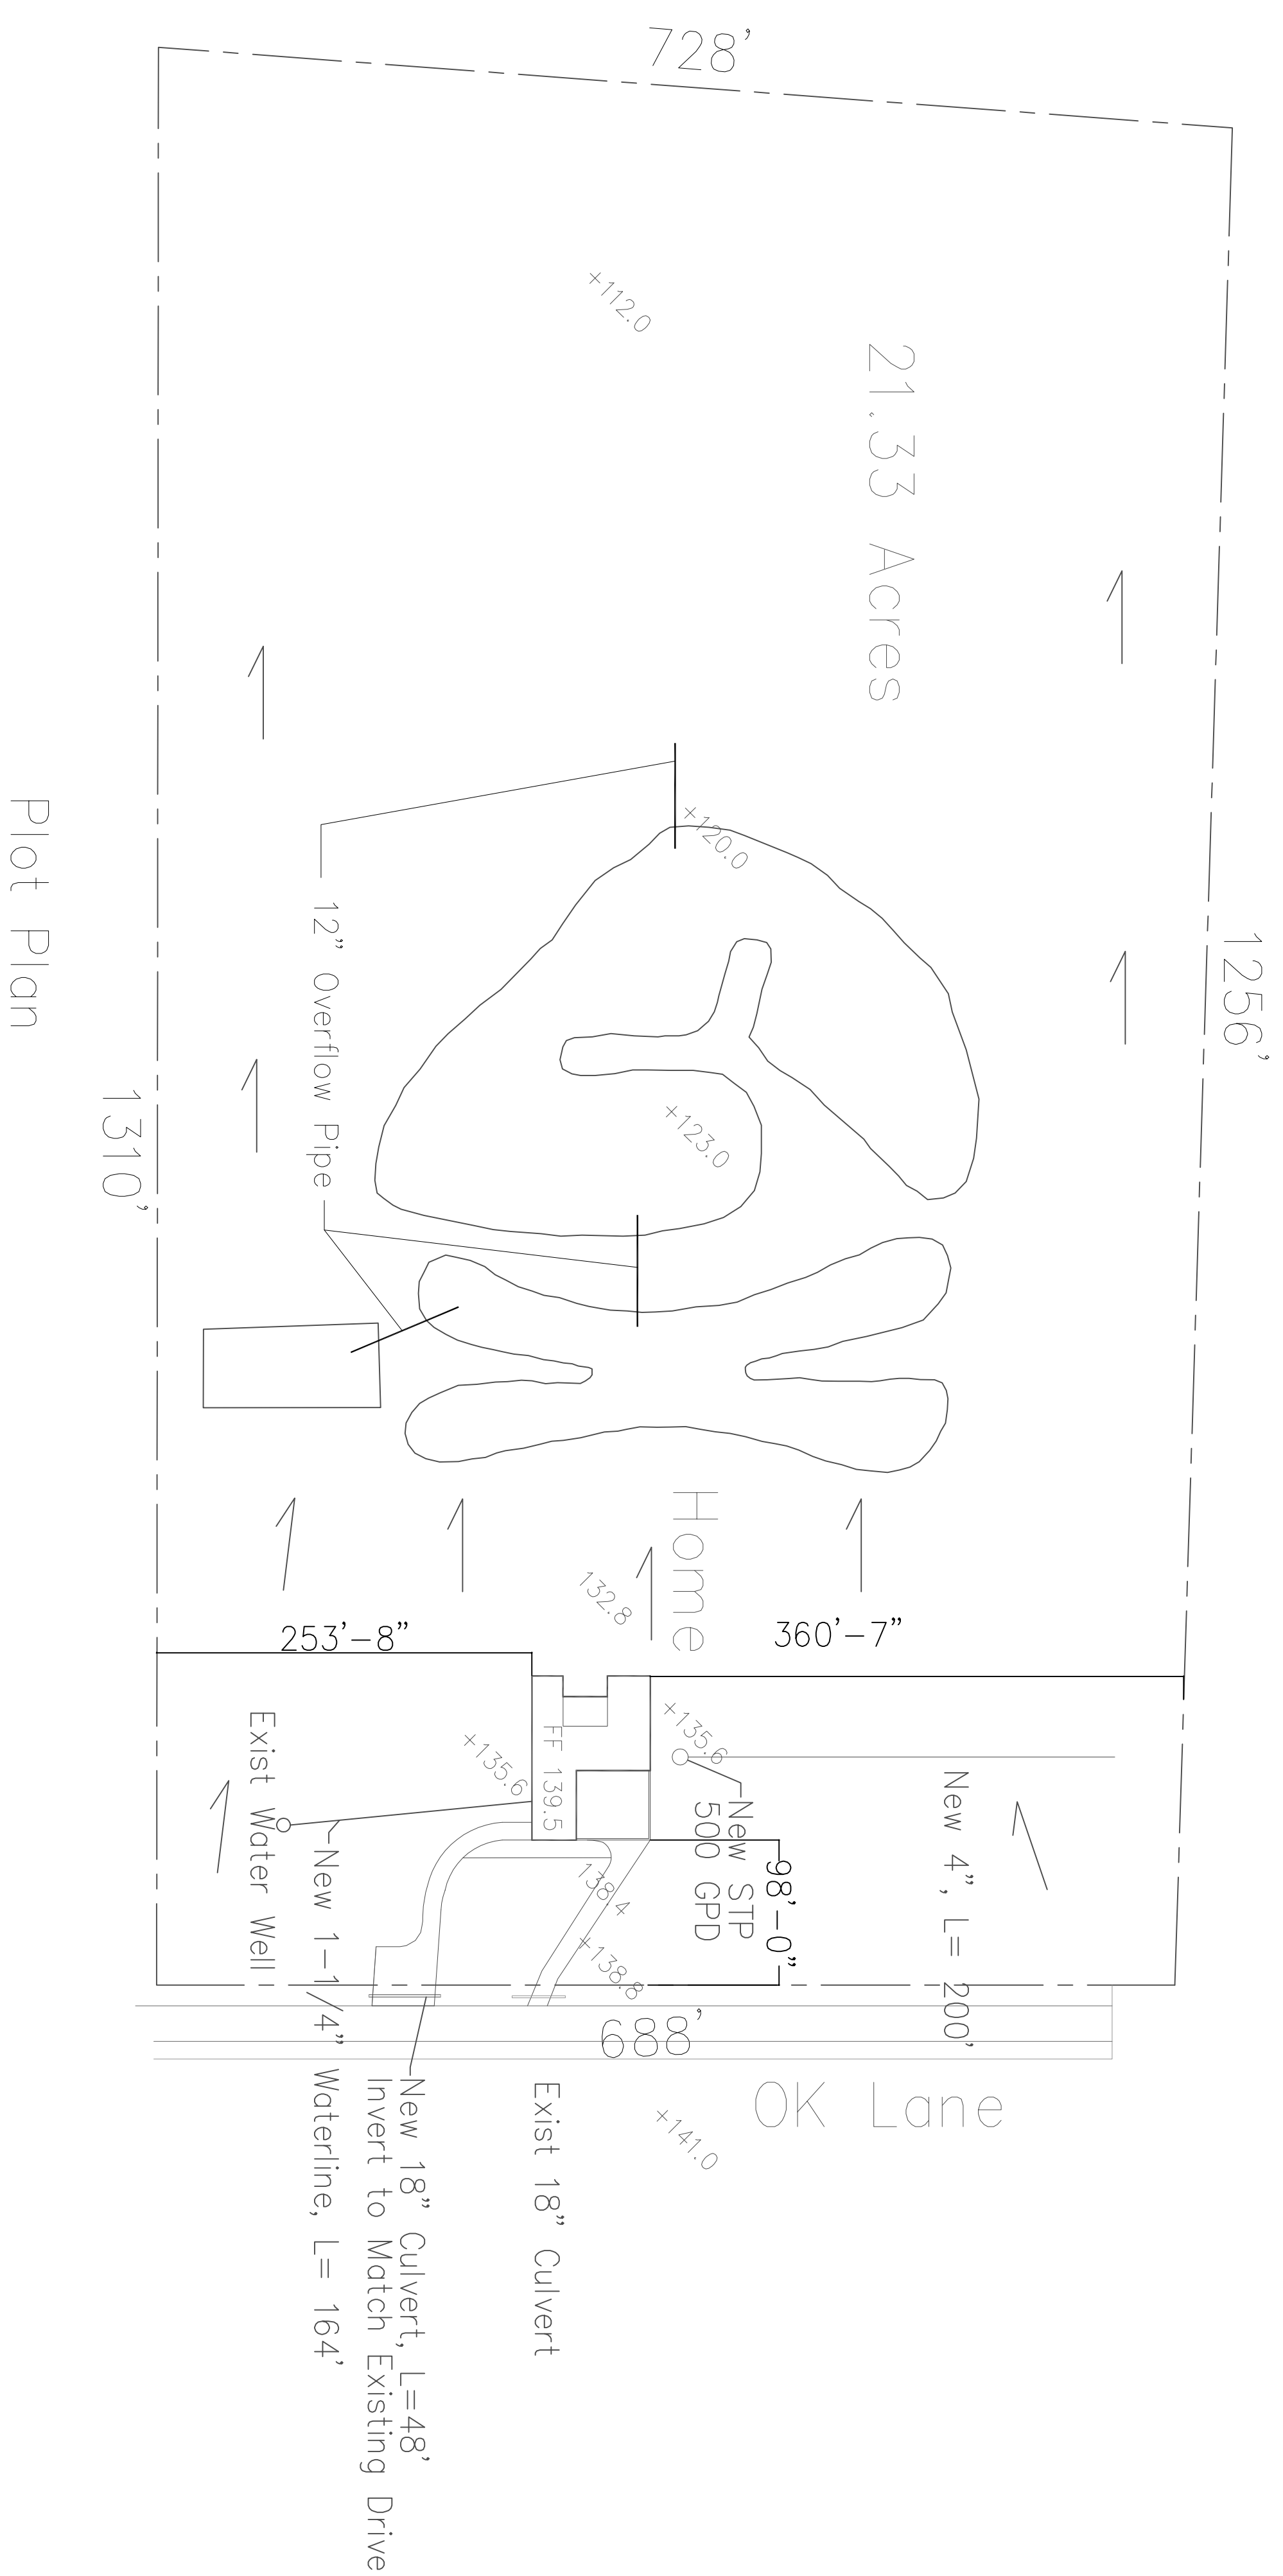 728'
+112.0
21.33 Acres
1256'
+120.0
12" Overflow Pipe
+123.0
1310'
Plot Plan
Home
132.8
253'-8"
360'-7"
+135.6
+135.6
FF 139.5
Exist Water Well
New STP
500 GPD
New 4", L= 200'
98'-0"
138.4
+138.8
688'
OK Lane
+141.0
Exist 18" Culvert
New 18" Culvert, L=48'
Invert to Match Existing Drive
New 1-1/4" Waterline, L= 164'